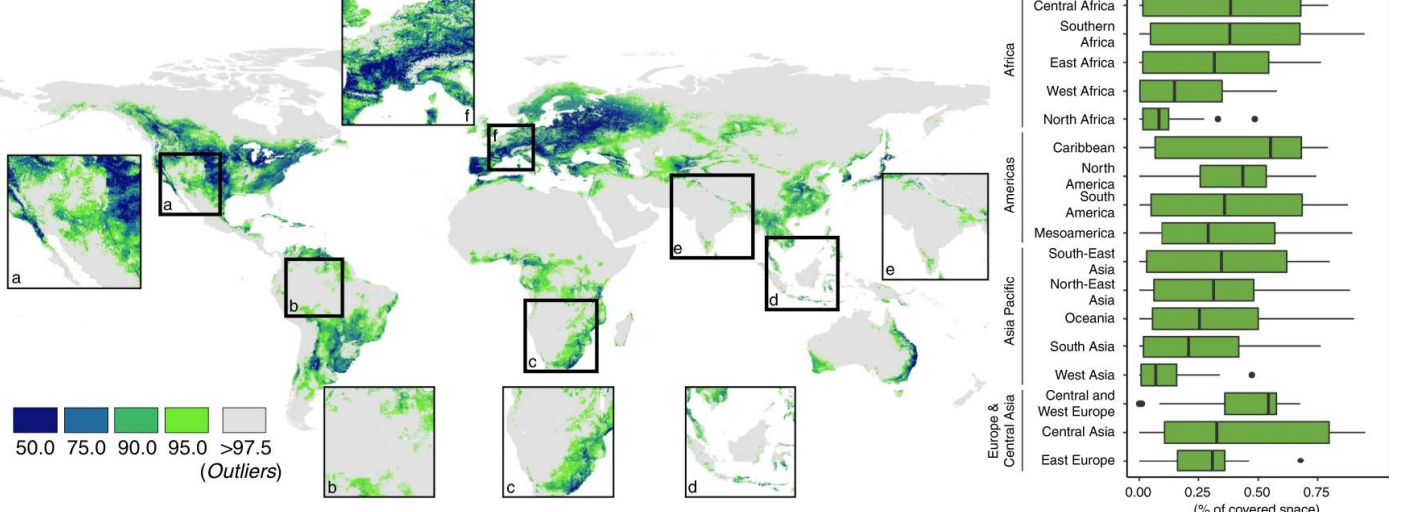 f
f
a
a
e
e
b
d
c
50.0 75.0 90.0 95.0 >97.5
(Outliers)
b
c
d
Africa
Central Africa
Southern
Africa
East Africa
West Africa
North Africa
Americas
Caribbean
North
America
South
America
Mesoamerica
Asia Pacific
South-East
Asia
North-East
Asia
Oceania
South Asia
West Asia
Europe &
Central Asia
Central and
West Europe
Central Asia
East Europe
0.00 0.25 0.50 0.75
(% of covered space)